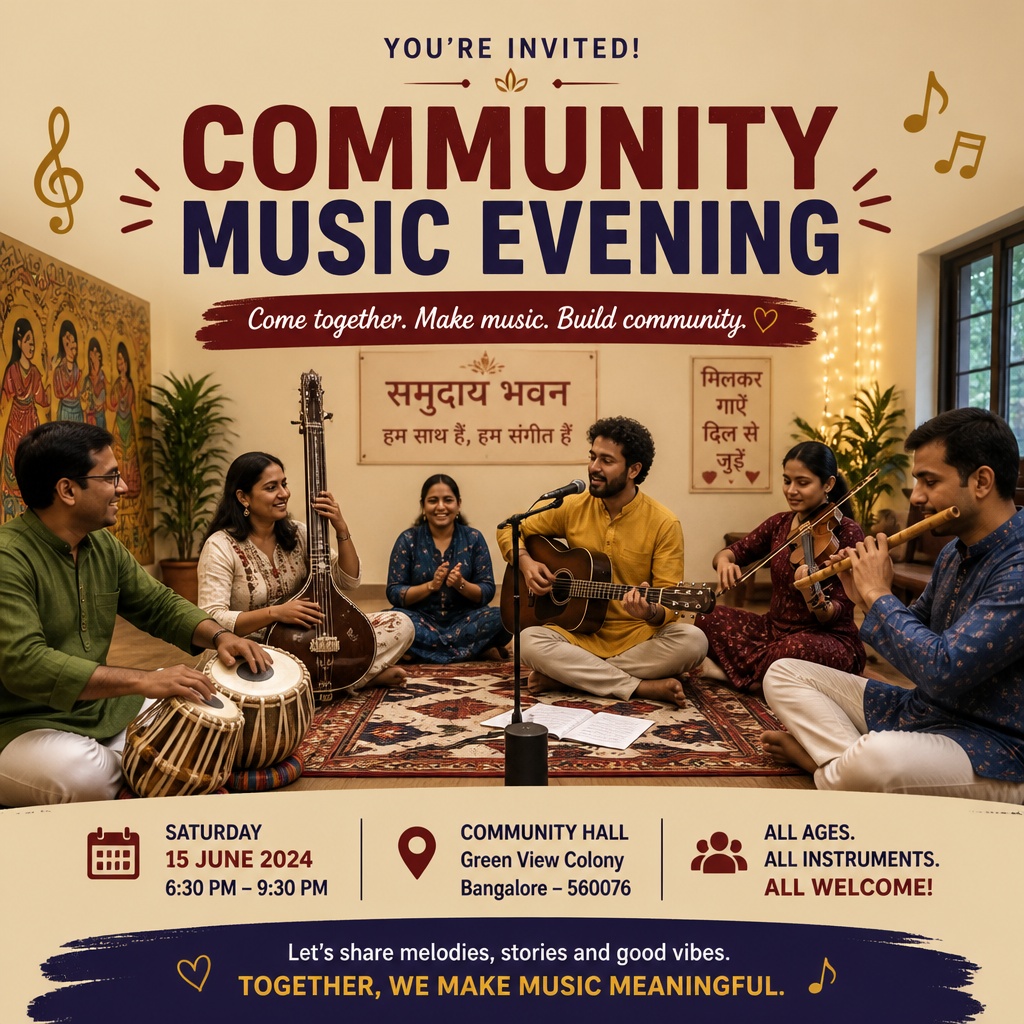 YOU'RE INVITED!
COMMUNITY
MUSIC EVENING
Come together. Make music. Build community.
समुदाय भवन
हम साथ हैं, हम संगीत हैं
मिलकर
गाएँ
दिल से
जुड़ें
SATURDAY
15 JUNE 2024
6:30 PM – 9:30 PM
COMMUNITY HALL
Green View Colony
Bangalore – 560076
ALL AGES.
ALL INSTRUMENTS.
ALL WELCOME!
Let's share melodies, stories and good vibes.
TOGETHER, WE MAKE MUSIC MEANINGFUL.